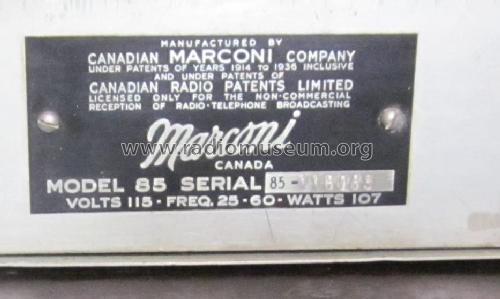 MANUFACTURED BY
CANADIAN MARCONI COMPANY
UNDER PATENTS OF YEARS 1914 TO 1936 INCLUSIVE
AND UNDER PATENTS OF
CANADIAN RADIO PATENTS LIMITED
LICENSED ONLY FOR THE NON-COMMERCIAL
RECEPTION OF RADIO-TELEPHONE BROADCASTING
© www.radiomuseum.org
Marconi
CANADA
MODEL 85 SERIAL 85-
VOLTS 115 - FREQ. 25 - 60 - WATTS 107